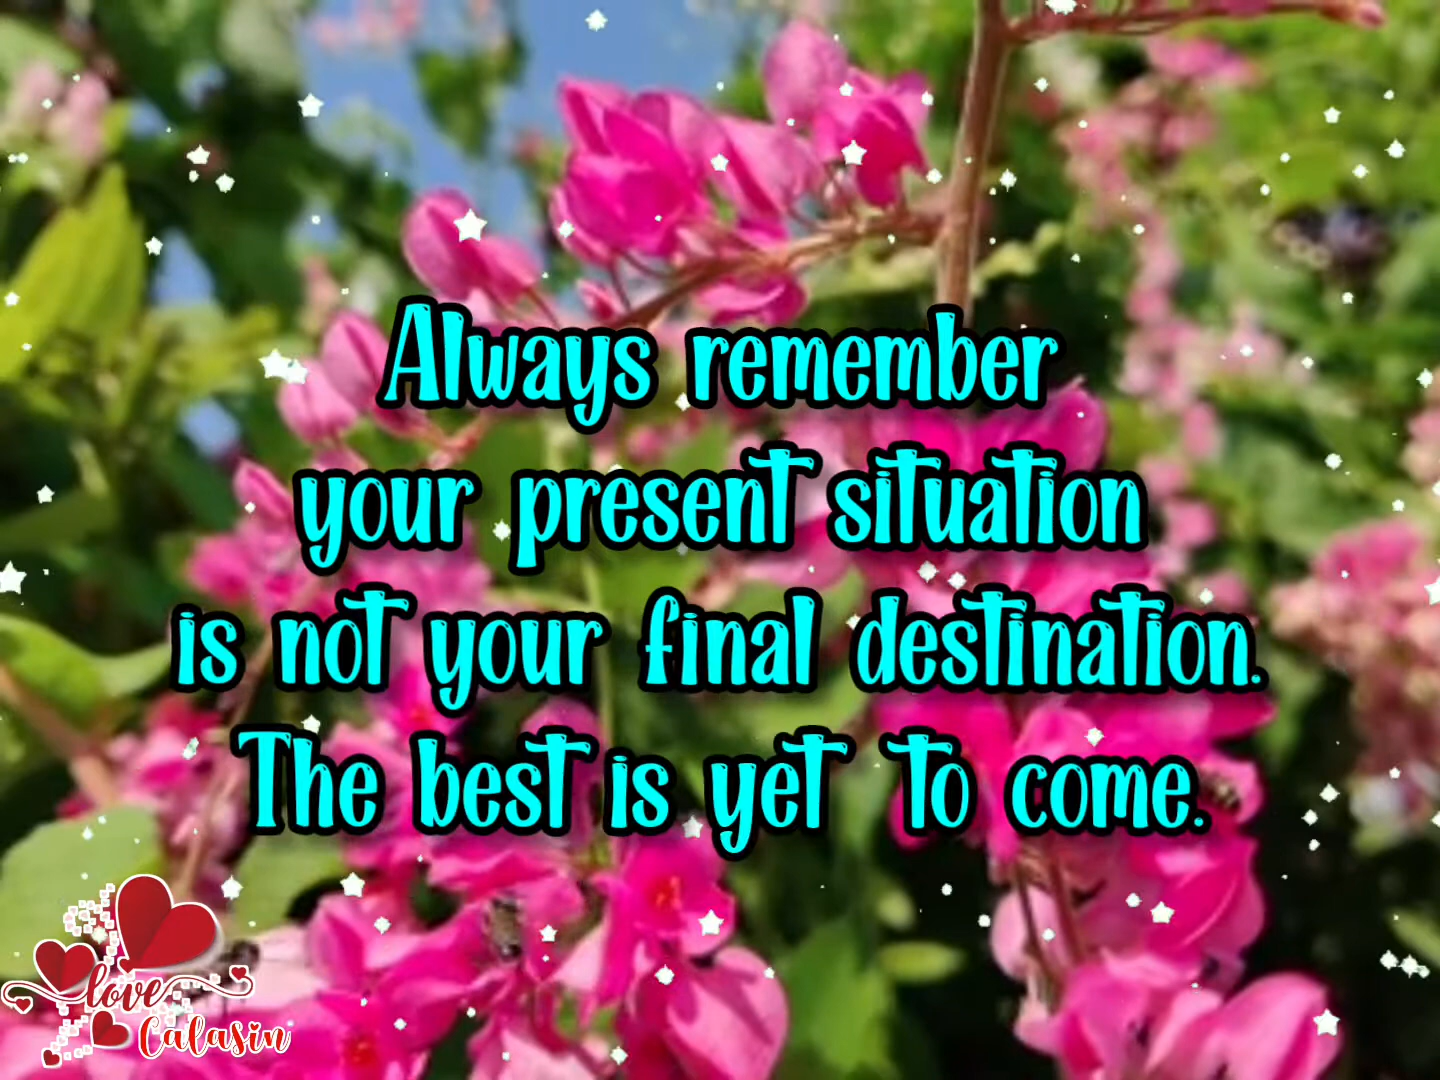 Always remember
your present situation
is not your final destination.
The best is yet to come.
love
Calasin